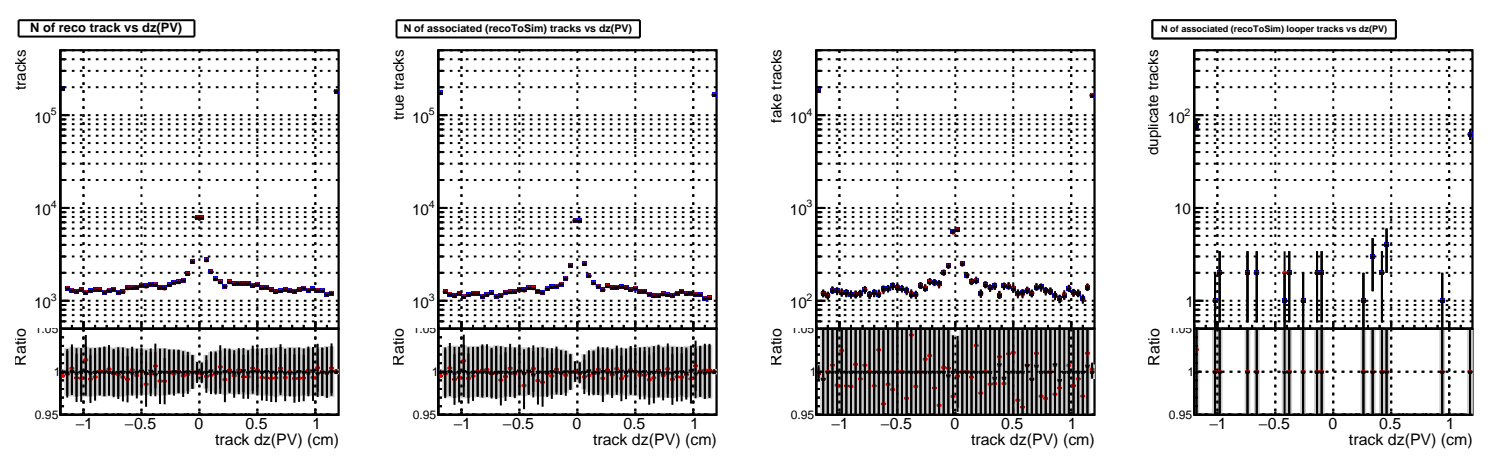 N of reco track vs dz(PV)
tracks
10^5
10^4
10^3
Ratio
1.05
1
0.95
−1 −0.5 0 0.5 1
track dz(PV) (cm)
N of associated (recoToSim) tracks vs dz(PV)
true tracks
10^5
10^4
10^3
Ratio
1.05
1
0.95
−1 −0.5 0 0.5 1
track dz(PV) (cm)
fake tracks
10^4
10^3
10^2
Ratio
1.05
1
0.95
−1 −0.5 0 0.5 1
track dz(PV) (cm)
N of associated (recoToSim) looper tracks vs dz(PV)
duplicate tracks
10^2
10
1
Ratio
1.05
1
0.95
−1 −0.5 0 0.5 1
track dz(PV) (cm)